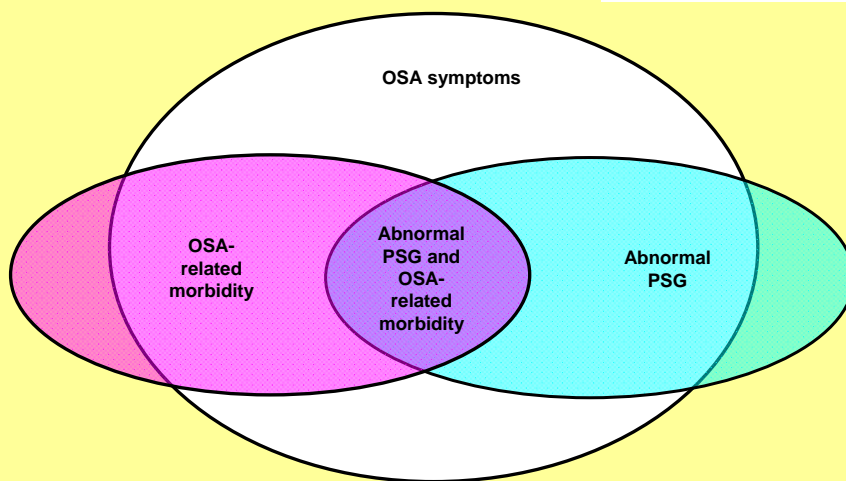 OSA symptoms
OSA-
related
morbidity
Abnormal
PSG and
OSA-
related
morbidity
Abnormal
PSG